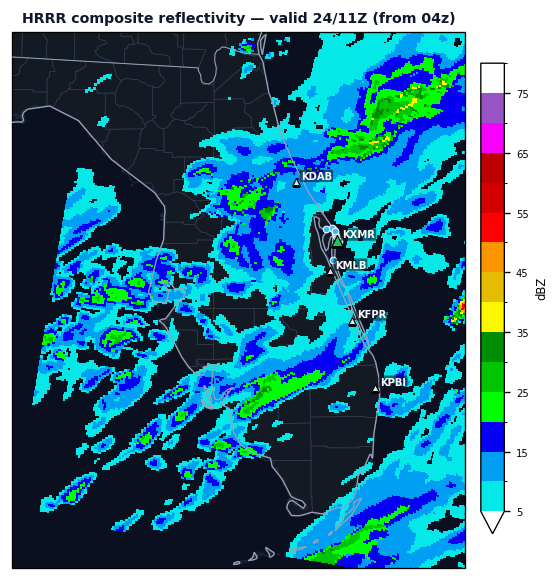 HRRR composite reflectivity — valid 24/11Z (from 04z)
KDAB
KXMR
KMLB
KFPR
KPBI
75
65
55
45
35
25
15
5
dBZ